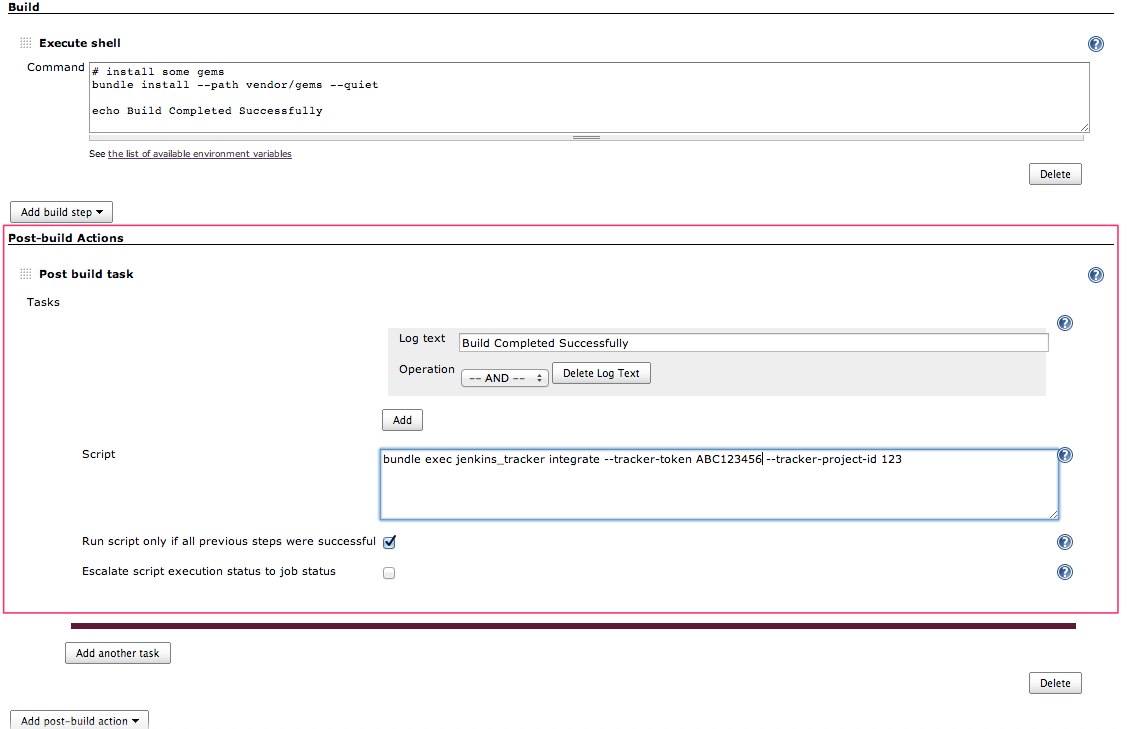 Build
Execute shell
Command
# install some gems
bundle install --path vendor/gems --quiet
echo Build Completed Successfully
See the list of available environment variables
Delete
Add build step
Post-build Actions
Post build task
Tasks
Log text
Build Completed Successfully
Operation
-- AND --
Delete Log Text
Add
Script
bundle exec jenkins_tracker integrate --tracker-token ABC123456 --tracker-project-id 123
Run script only if all previous steps were successful
Escalate script execution status to job status
Add another task
Delete
Add post-build action